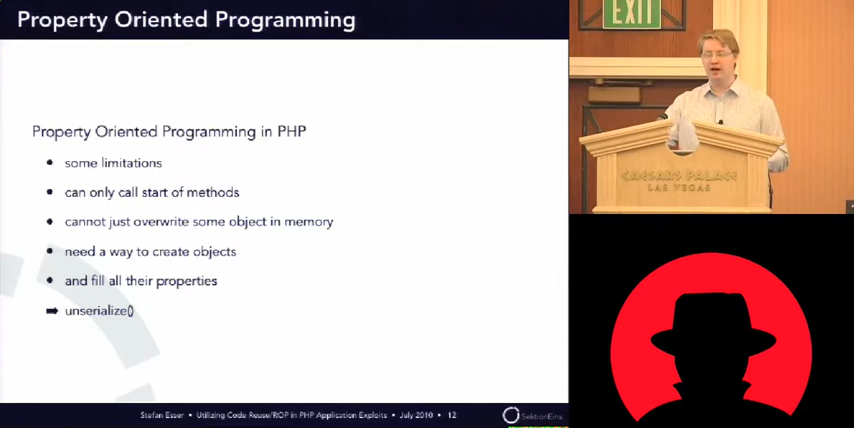 Property Oriented Programming
Property Oriented Programming in PHP
• some limitations
• can only call start of methods
• cannot just overwrite some object in memory
• need a way to create objects
• and fill all their properties
➡ unserialize()
Stefan Esser • Utilizing Code Reuse/ROP in PHP Application Exploits • July 2010 • 12
SektionEins
EXIT
CAESARS PALACE
LAS VEGAS